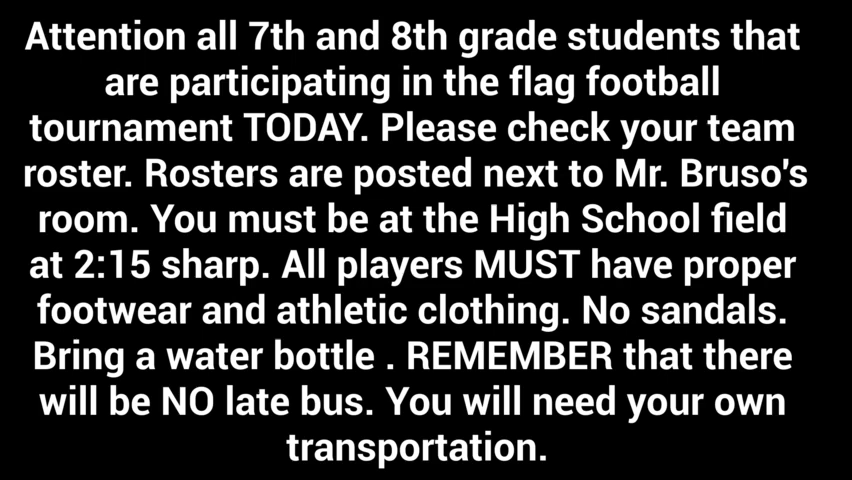 Attention all 7th and 8th grade students that
are participating in the flag football
tournament TODAY. Please check your team
roster. Rosters are posted next to Mr. Bruso's
room. You must be at the High School field
at 2:15 sharp. All players MUST have proper
footwear and athletic clothing. No sandals.
Bring a water bottle . REMEMBER that there
will be NO late bus. You will need your own
transportation.